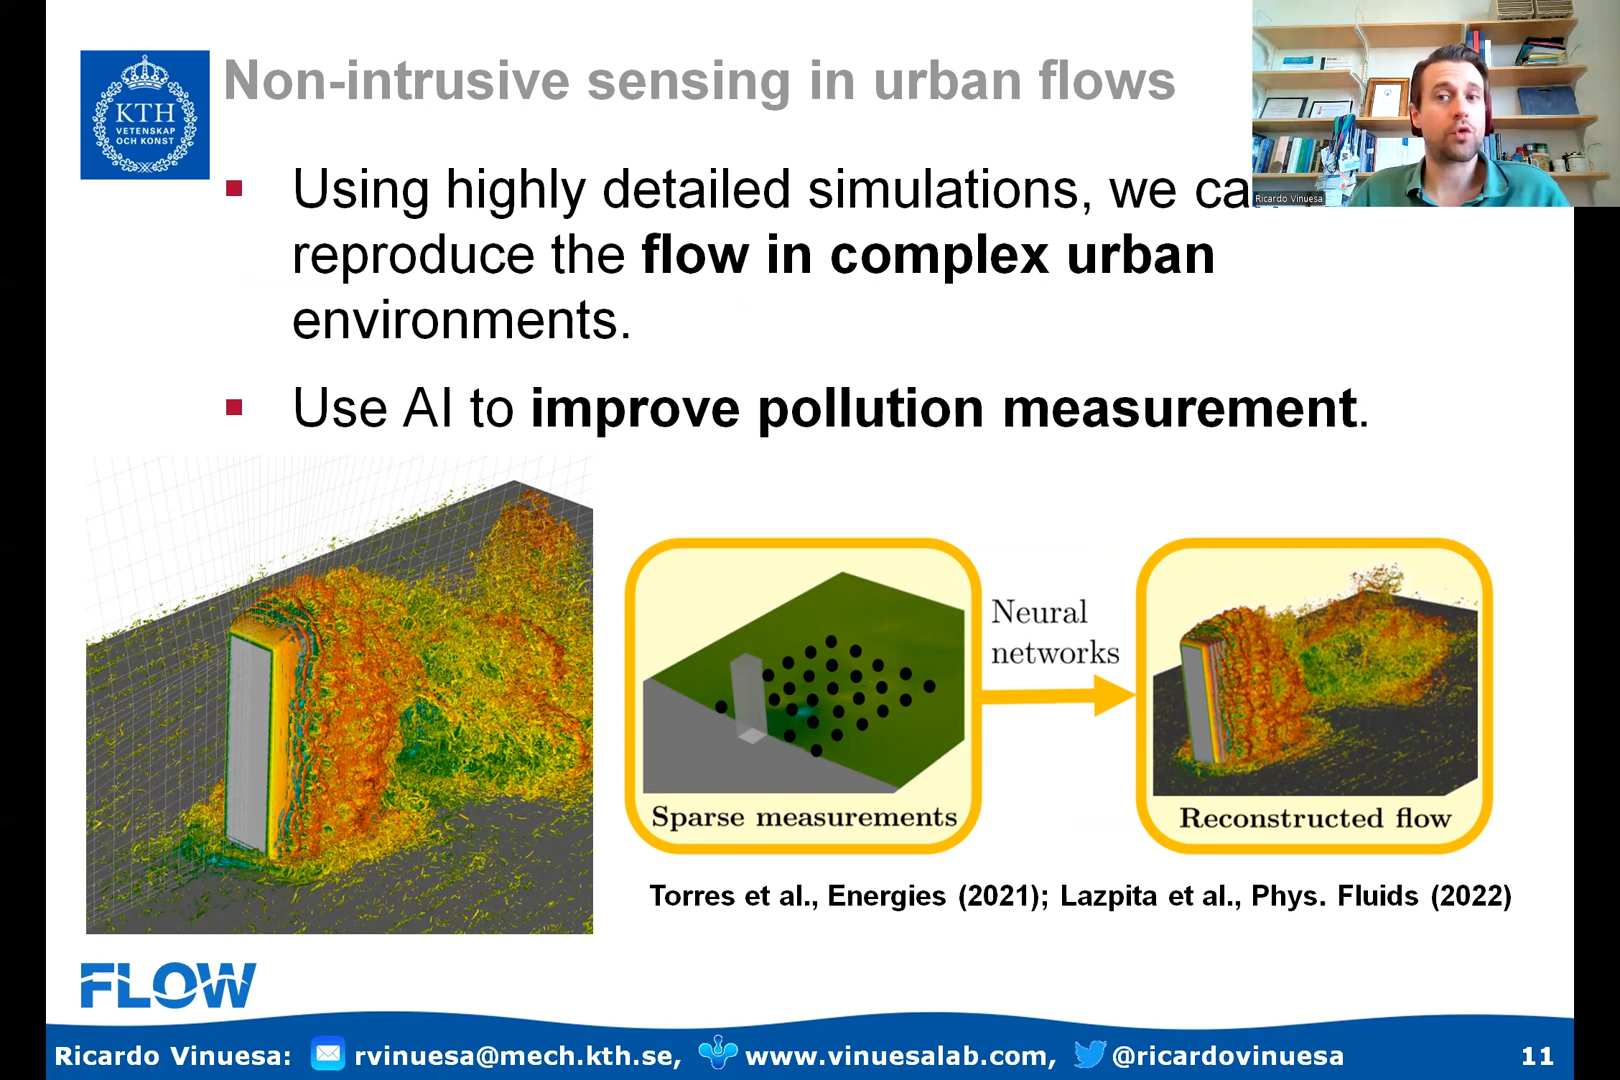 Non-intrusive sensing in urban flows
KTH
VETENSKAP
OCH KONST
Ricardo Vinuesa
Using highly detailed simulations, we ca
reproduce the flow in complex urban
environments.
Use AI to improve pollution measurement.
Neural
networks
Sparse measurements
Reconstructed flow
Torres et al., Energies (2021); Lazpita et al., Phys. Fluids (2022)
FLOW
Ricardo Vinuesa: rvinuesa@mech.kth.se, www.vinuesalab.com, @ricardovinuesa 11